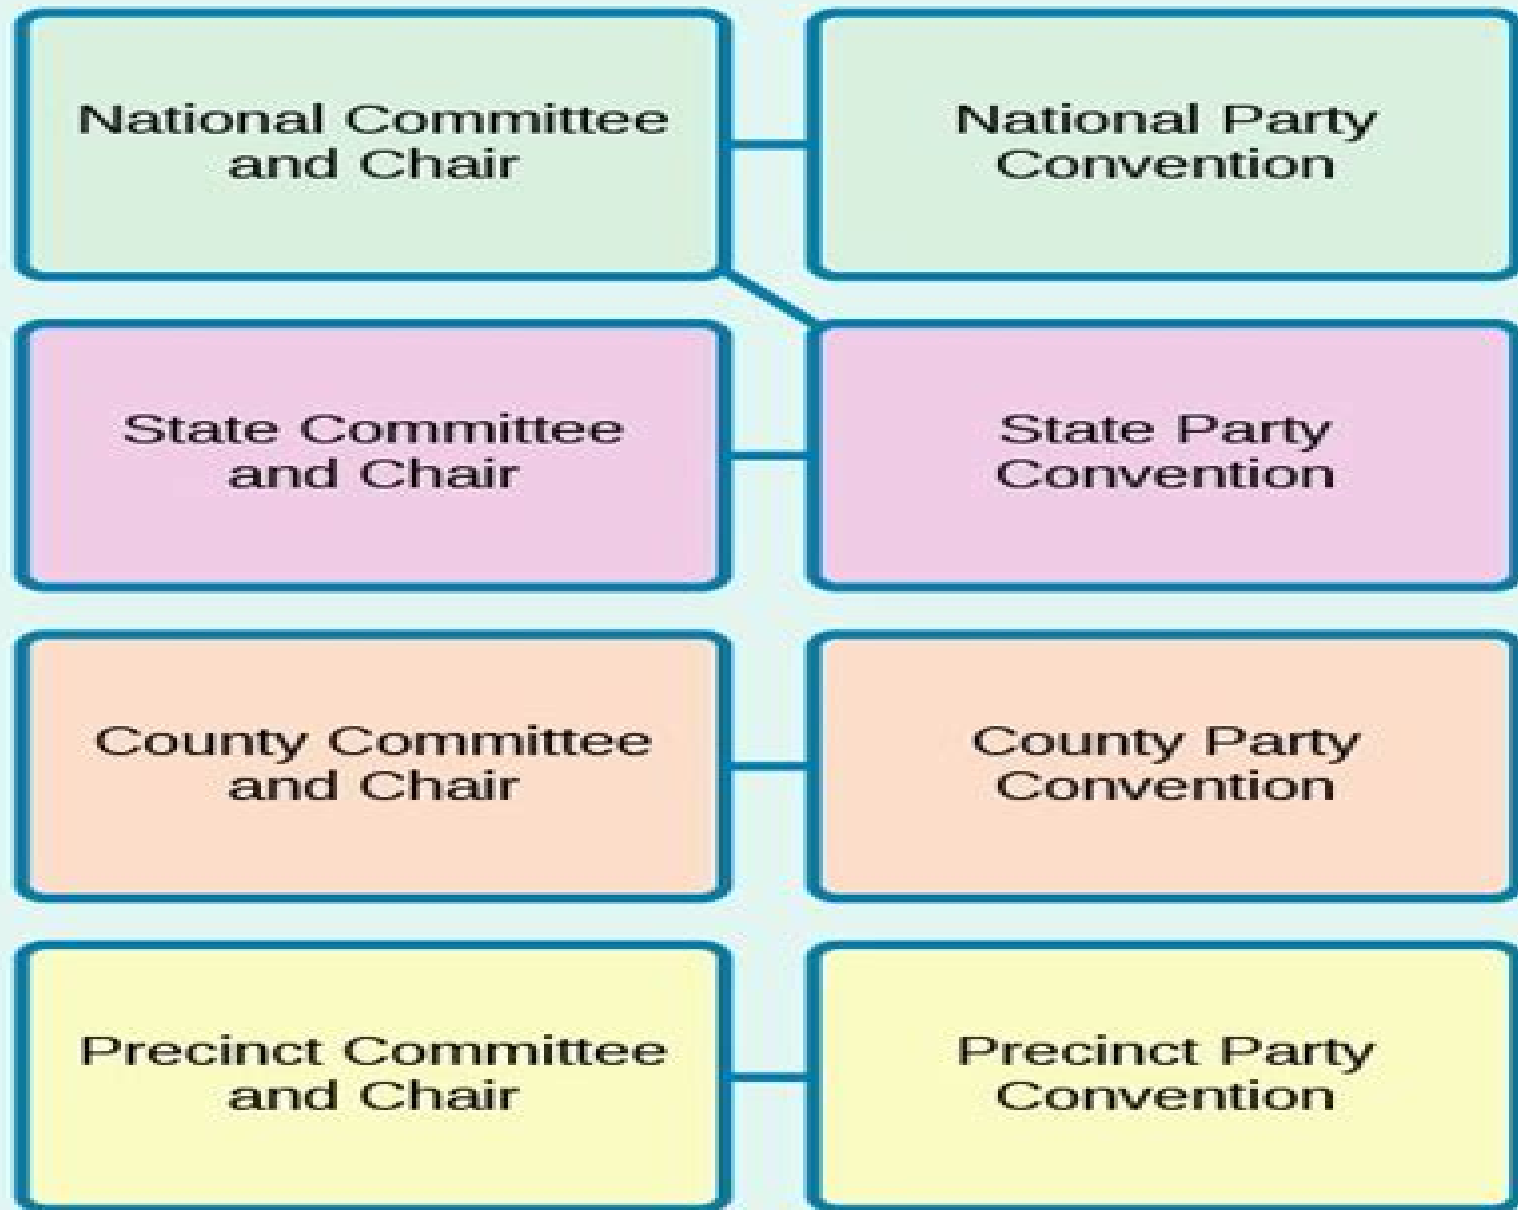 National Committee
and Chair
National Party
Convention
State Committee
and Chair
State Party
Convention
County Committee
and Chair
County Party
Convention
Precinct Committee
and Chair
Precinct Party
Convention